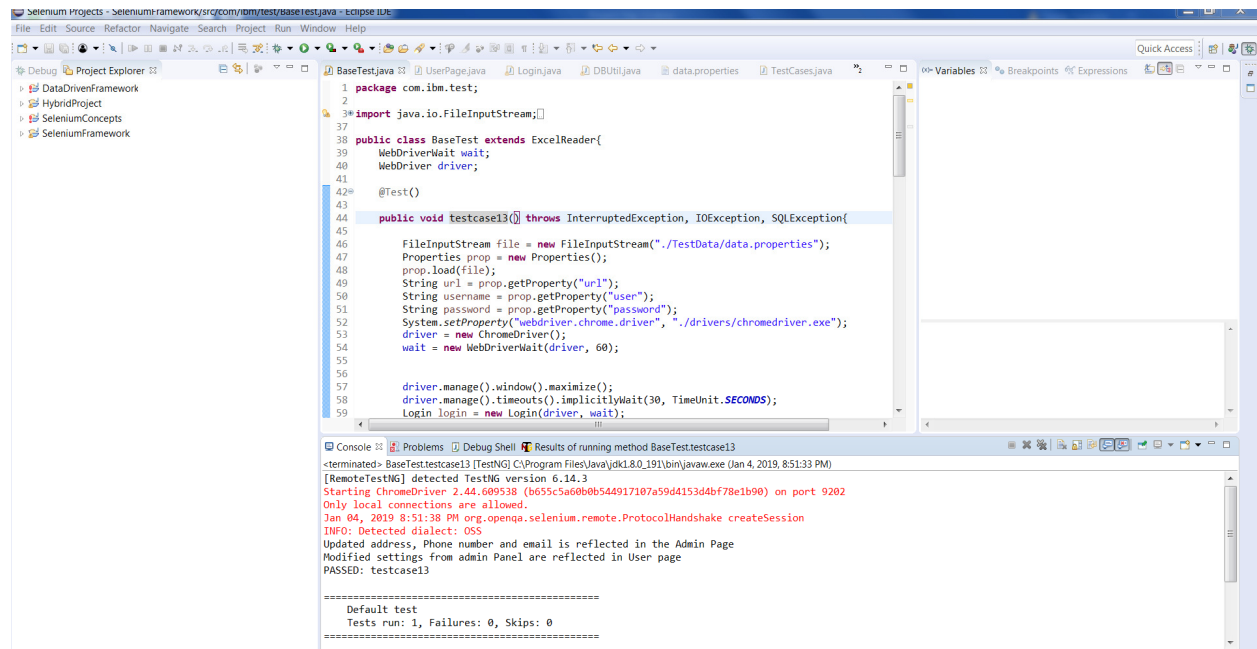 Selenium Projects - SeleniumFramework/src/com/ibm/test/BaseTest.java - Eclipse IDE
File Edit Source Refactor Navigate Search Project Run Window Help
Quick Access
Debug Project Explorer
DataDrivenFramework
HybridProject
SeleniumConcepts
SeleniumFramework
BaseTest.java UserPage.java Login.java DBUtil.java data.properties TestCases.java »2
1 package com.ibm.test;
2
3 import java.io.FileInputStream;
37
38 public class BaseTest extends ExcelReader{
39 WebDriverWait wait;
40 WebDriver driver;
41
42 @Test()
43
44 public void testcase13() throws InterruptedException, IOException, SQLException{
45
46 FileInputStream file = new FileInputStream("./TestData/data.properties");
47 Properties prop = new Properties();
48 prop.load(file);
49 String url = prop.getProperty("url");
50 String username = prop.getProperty("user");
51 String password = prop.getProperty("password");
52 System.setProperty("webdriver.chrome.driver", "./drivers/chromedriver.exe");
53 driver = new ChromeDriver();
54 wait = new WebDriverWait(driver, 60);
55
56
57 driver.manage().window().maximize();
58 driver.manage().timeouts().implicitlyWait(30, TimeUnit.SECONDS);
59 Login login = new Login(driver, wait);
(x)= Variables Breakpoints Expressions
Console Problems Debug Shell Results of running method BaseTest.testcase13
<terminated> BaseTest.testcase13 [TestNG] C:\Program Files\Java\jdk1.8.0_191\bin\javaw.exe (Jan 4, 2019, 8:51:33 PM)
[RemoteTestNG] detected TestNG version 6.14.3
Starting ChromeDriver 2.44.609538 (b655c5a60b0b544917107a59d4153d4bf78e1b90) on port 9202
Only local connections are allowed.
Jan 04, 2019 8:51:38 PM org.openqa.selenium.remote.ProtocolHandshake createSession
INFO: Detected dialect: OSS
Updated address, Phone number and email is reflected in the Admin Page
Modified settings from admin Panel are reflected in User page
PASSED: testcase13
===============================================
Default test
Tests run: 1, Failures: 0, Skips: 0
===============================================